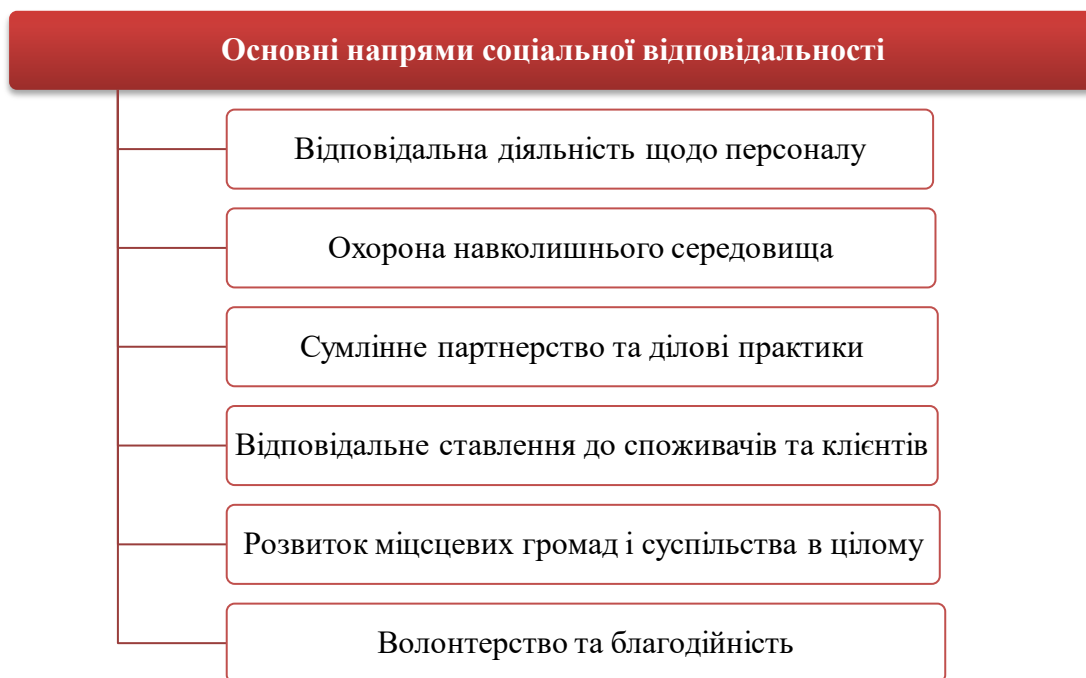 Основні напрями соціальної відповідальності
Відповідальна діяльність щодо персоналу
Охорона навколишнього середовища
Сумлінне партнерство та ділові практики
Відповідальне ставлення до споживачів та клієнтів
Розвиток міцсцевих громад і суспільства в цілому
Волонтерство та благодійність